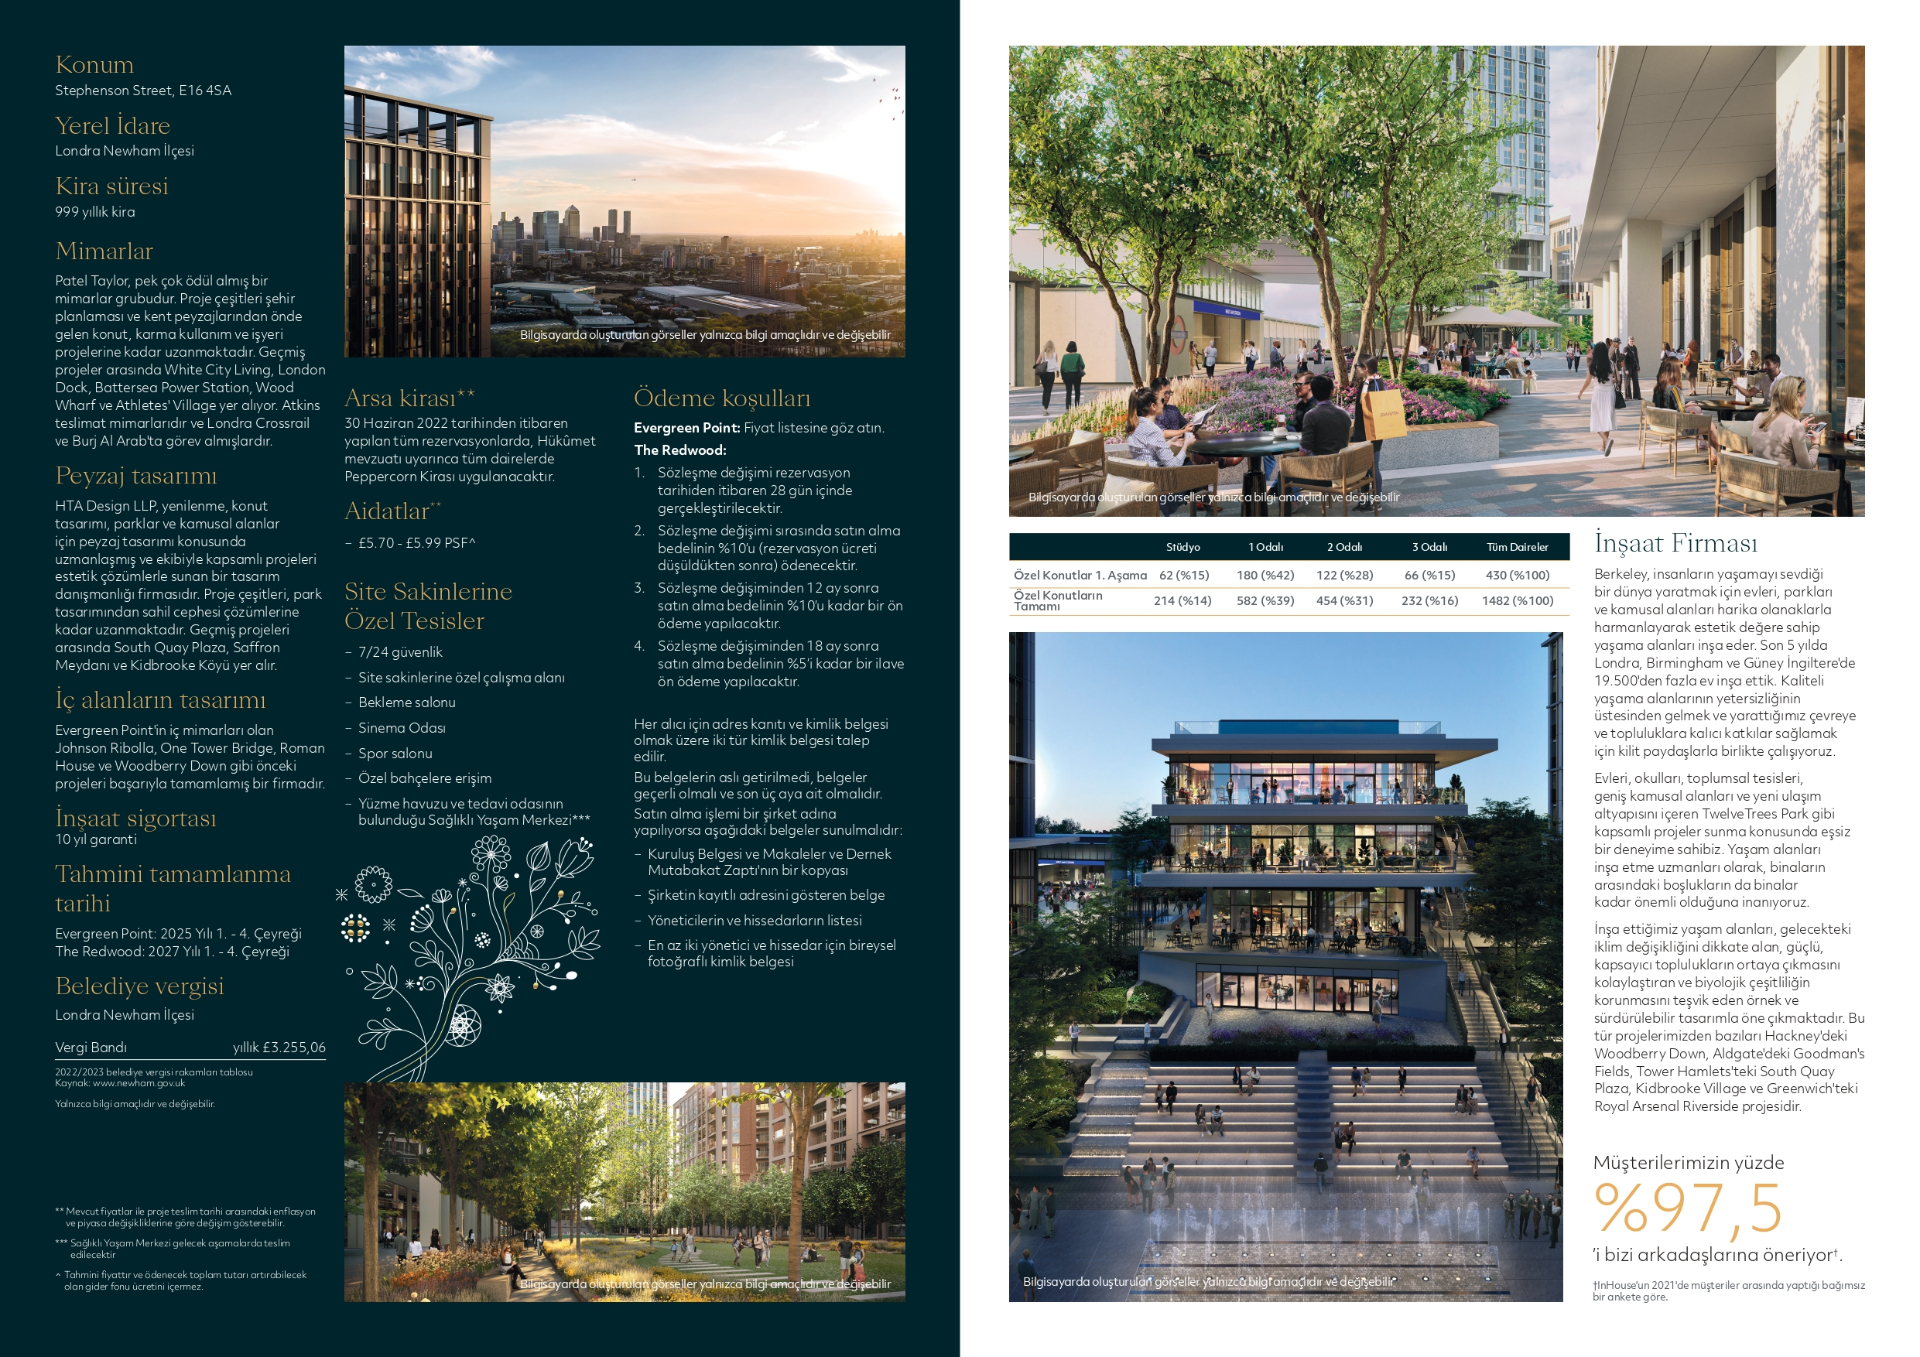 Konum
Stephenson Street, E16 4SA
Yerel İdare
Londra Newham İlçesi
Kira süresi
999 yıllık kira
Mimarlar
Patel Taylor, pek çok ödül almış bir
mimarlar grubudur. Proje çeşitleri şehir
planlaması ve kent peyzajlarından önde
gelen konut, karma kullanım ve işyeri
projelerine kadar uzanmaktadır. Geçmiş
projeler arasında White City Living, London
Dock, Battersea Power Station, Wood
Wharf ve Athletes' Village yer alıyor. Atkins
teslimat mimarlarıdır ve Londra Crossrail
ve Burj Al Arab'ta görev almışlardır.
Peyzaj tasarımı
HTA Design LLP, yenilenme, konut
tasarımı, parklar ve kamusal alanlar
için peyzaj tasarımı konusunda
uzmanlaşmış ve ekibiyle kapsamlı projeleri
estetik çözümlerle sunan bir tasarım
danışmanlığı firmasıdır. Proje çeşitleri, park
tasarımından sahil cephesi çözümlerine
kadar uzanmaktadır. Geçmiş projeleri
arasında South Quay Plaza, Saffron
Meydanı ve Kidbrooke Köyü yer alır.
İç alanların tasarımı
Evergreen Point'in iç mimarları olan
Johnson Ribolla, One Tower Bridge, Roman
House ve Woodberry Down gibi önceki
projeleri başarıyla tamamlamış bir firmadır.
İnşaat sigortası
10 yıl garanti
Tahmini tamamlanma
tarihi
Evergreen Point: 2025 Yılı 1. - 4. Çeyreği
The Redwood: 2027 Yılı 1. - 4. Çeyreği
Belediye vergisi
Londra Newham İlçesi
Vergi Bandı yıllık £3.255,06
2022/2023 belediye vergisi rakamları tablosu
Kaynak: www.newham.gov.uk
Yalnızca bilgi amaçlıdır ve değişebilir.
** Mevcut fiyatlar ile proje teslim tarihi arasındaki enflasyon
ve piyasa değişikliklerine göre değişim gösterebilir.
*** Sağlıklı Yaşam Merkezi gelecek aşamalarda teslim
edilecektir
^ Tahmini fiyattır ve ödenecek toplam tutarı artırabilecek
olan gider fonu ücretini içermez.
Bilgisayarda oluşturulan görseller yalnızca bilgi amaçlıdır ve değişebilir
Arsa kirası**
30 Haziran 2022 tarihinden itibaren
yapılan tüm rezervasyonlarda, Hükûmet
mevzuatı uyarınca tüm dairelerde
Peppercorn Kirası uygulanacaktır.
Aidatlar**
– £5.70 - £5.99 PSF^
Site Sakinlerine
Özel Tesisler
– 7/24 güvenlik
– Site sakinlerine özel çalışma alanı
– Bekleme salonu
– Sinema Odası
– Spor salonu
– Özel bahçelere erişim
– Yüzme havuzu ve tedavi odasının
bulunduğu Sağlıklı Yaşam Merkezi***
Ödeme koşulları
Evergreen Point: Fiyat listesine göz atın.
The Redwood:
1. Sözleşme değişimi rezervasyon
tarihiden itibaren 28 gün içinde
gerçekleştirilecektir.
2. Sözleşme değişimi sırasında satın alma
bedelinin %10'u (rezervasyon ücreti
düşüldükten sonra) ödenecektir.
3. Sözleşme değişiminden 12 ay sonra
satın alma bedelinin %10'u kadar bir ön
ödeme yapılacaktır.
4. Sözleşme değişiminden 18 ay sonra
satın alma bedelinin %5'i kadar bir ilave
ön ödeme yapılacaktır.
Her alıcı için adres kanıtı ve kimlik belgesi
olmak üzere iki tür kimlik belgesi talep
edilir.
Bu belgelerin aslı getirilmedi, belgeler
geçerli olmalı ve son üç aya ait olmalıdır.
Satın alma işlemi bir şirket adına
yapılıyorsa aşağıdaki belgeler sunulmalıdır:
– Kuruluş Belgesi ve Makaleler ve Dernek
Mutabakat Zaptı'nın bir kopyası
– Şirketin kayıtlı adresini gösteren belge
– Yöneticilerin ve hissedarların listesi
– En az iki yönetici ve hissedar için bireysel
fotoğraflı kimlik belgesi
Bilgisayarda oluşturulan görseller yalnızca bilgi amaçlıdır ve değişebilir
Bilgisayarda oluşturulan görseller yalnızca bilgi amaçlıdır ve değişebilir
Stüdyo 1 Odalı 2 Odalı 3 Odalı Tüm Daireler
Özel Konutlar 1. Aşama 62 (%15) 180 (%42) 122 (%28) 66 (%15) 430 (%100)
Özel Konutların
Tamamı 214 (%14) 582 (%39) 454 (%31) 232 (%16) 1482 (%100)
Bilgisayarda oluşturulan görseller yalnızca bilgi amaçlıdır ve değişebilir
İnşaat Firması
Berkeley, insanların yaşamayı sevdiği
bir dünya yaratmak için evleri, parkları
ve kamusal alanları harika olanaklarla
harmanlayarak estetik değere sahip
yaşama alanları inşa eder. Son 5 yılda
Londra, Birmingham ve Güney İngiltere'de
19.500'den fazla ev inşa ettik. Kaliteli
yaşama alanlarının yetersizliğinin
üstesinden gelmek ve yarattığımız çevreye
ve topluluklara kalıcı katkılar sağlamak
için kilit paydaşlarla birlikte çalışıyoruz.
Evleri, okulları, toplumsal tesisleri,
geniş kamusal alanları ve yeni ulaşım
altyapısını içeren TwelveTrees Park gibi
kapsamlı projeler sunma konusunda eşsiz
bir deneyime sahibiz. Yaşam alanları
inşa etme uzmanları olarak, binaların
arasındaki boşlukların da binalar
kadar önemli olduğuna inanıyoruz.
İnşa ettiğimiz yaşam alanları, gelecekteki
iklim değişikliğini dikkate alan, güçlü,
kapsayıcı toplulukların ortaya çıkmasını
kolaylaştıran ve biyolojik çeşitliliğin
korunmasını teşvik eden örnek ve
sürdürülebilir tasarımla öne çıkmaktadır. Bu
tür projelerimizden bazıları Hackney'deki
Woodberry Down, Aldgate'deki Goodman's
Fields, Tower Hamlets'teki South Quay
Plaza, Kidbrooke Village ve Greenwich'teki
Royal Arsenal Riverside projesidir.
Müşterilerimizin yüzde
%97,5
'i bizi arkadaşlarına öneriyor†.
†InHouse'un 2021'de müşteriler arasında yaptığı bağımsız
bir ankete göre.